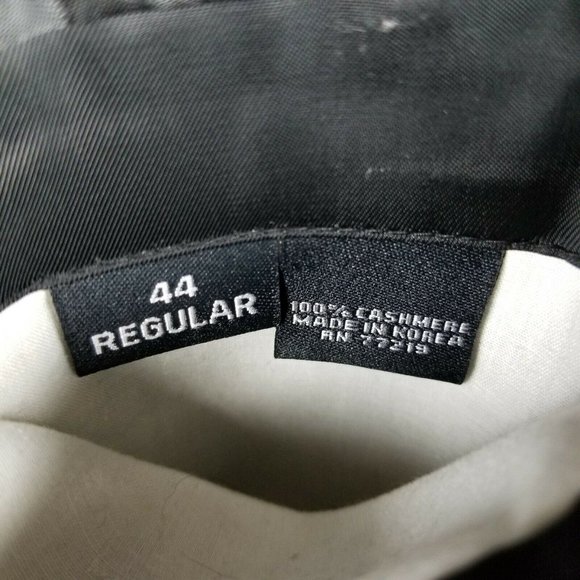 44
REGULAR
100% CASHMERE
MADE IN KOREA
RN 77219